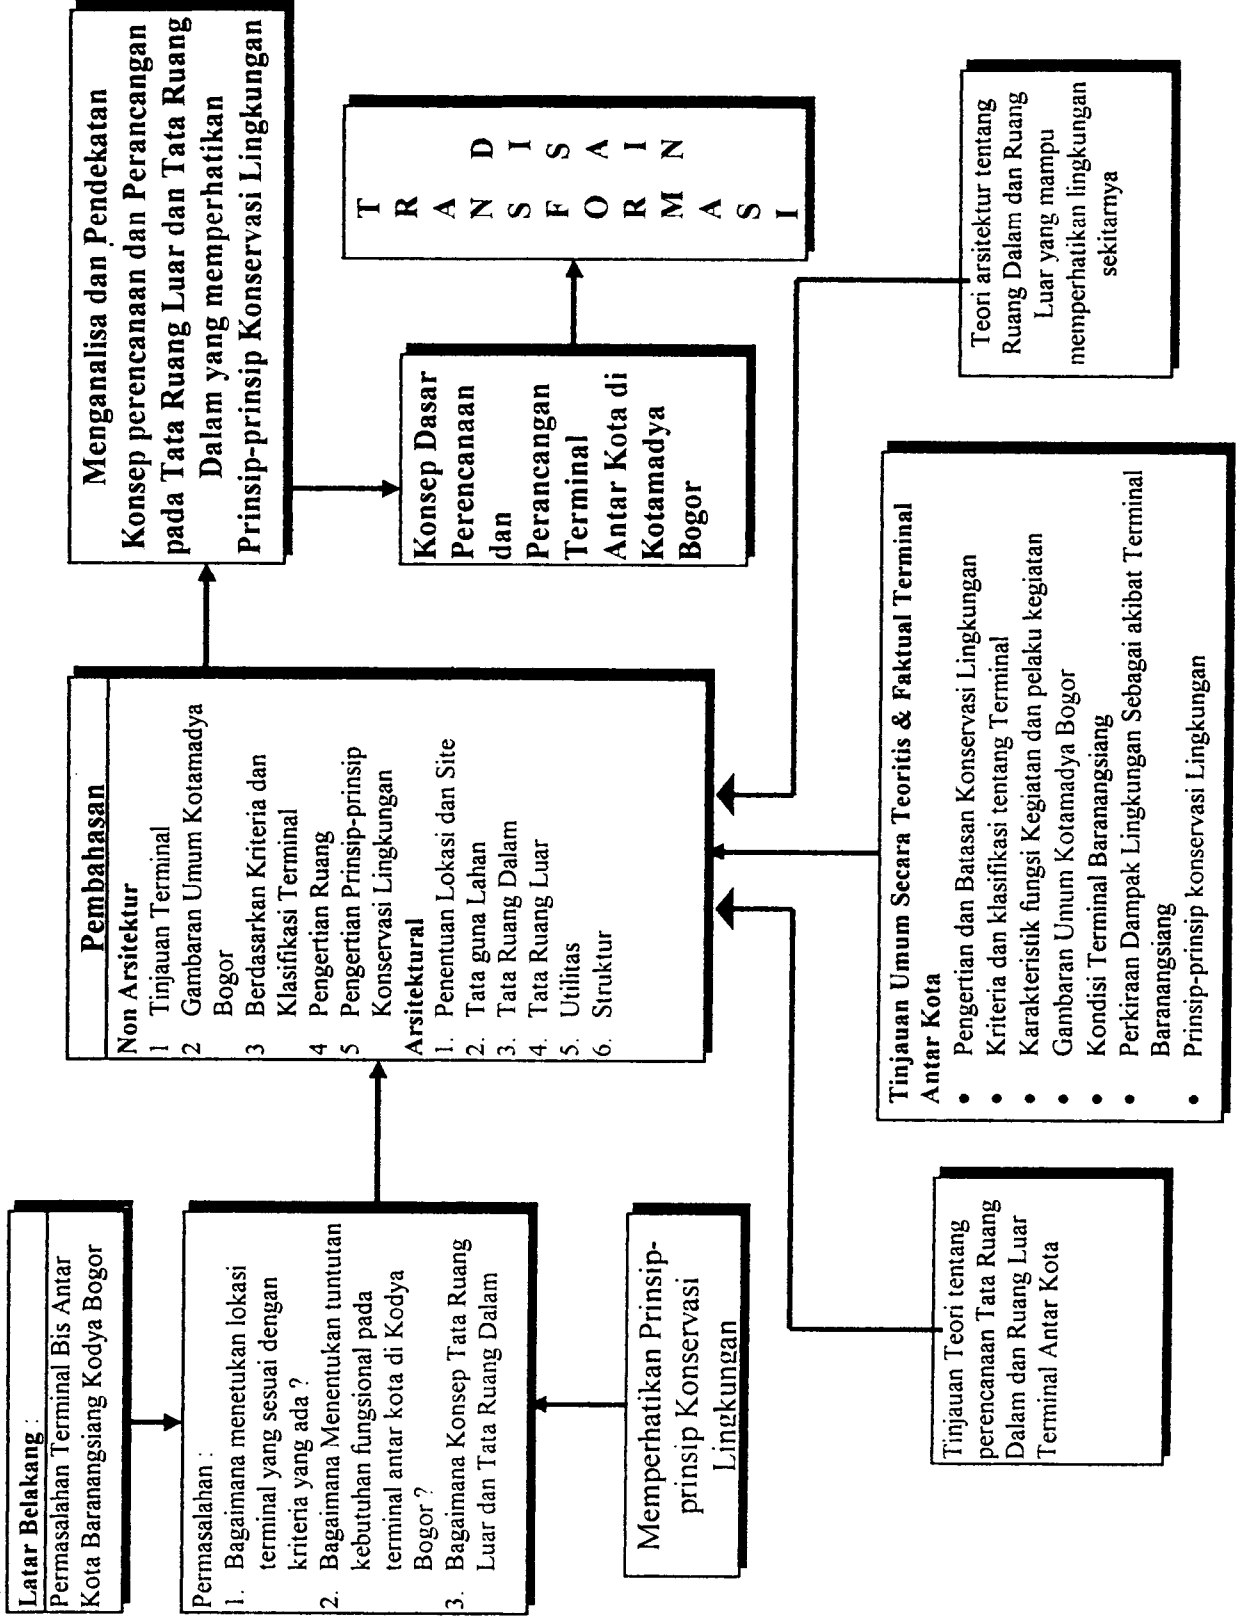 Latar Belakang :
Permasalahan Terminal Bis Antar
Kota Baranangsiang Kodya Bogor
Permasalahan :
1. Bagaimana menetukan lokasi
terminal yang sesuai dengan
kriteria yang ada ?
2. Bagaimana Menentukan tuntutan
kebutuhan fungsional pada
terminal antar kota di Kodya
Bogor ?
3. Bagaimana Konsep Tata Ruang
Luar dan Tata Ruang Dalam
Memperhatikan Prinsip-
prinsip Konservasi
Lingkungan
Pembahasan
Non Arsitektur
1 Tinjauan Terminal
2 Gambaran Umum Kotamadya
Bogor
3 Berdasarkan Kriteria dan
Klasifikasi Terminal
4 Pengertian Ruang
5 Pengertian Prinsip-prinsip
Konservasi Lingkungan
Arsitektural
1. Penentuan Lokasi dan Site
2. Tata guna Lahan
3. Tata Ruang Dalam
4. Tata Ruang Luar
5. Utilitas
6. Struktur
Menganalisa dan Pendekatan
Konsep perencanaan dan Perancangan
pada Tata Ruang Luar dan Tata Ruang
Dalam yang memperhatikan
Prinsip-prinsip Konservasi Lingkungan
Konsep Dasar
Perencanaan
dan
Perancangan
Terminal
Antar Kota di
Kotamadya
Bogor
T
R
A
N D
S I
F S
O A
R I
M N
A
S
I
Tinjauan Teori tentang
perencanaan Tata Ruang
Dalam dan Ruang Luar
Terminal Antar Kota
Tinjauan Umum Secara Teoritis & Faktual Terminal
Antar Kota
• Pengertian dan Batasan Konservasi Lingkungan
• Kriteria dan klasifikasi tentang Terminal
• Karakteristik fungsi Kegiatan dan pelaku kegiatan
• Gambaran Umum Kotamadya Bogor
• Kondisi Terminal Baranangsiang
• Perkiraan Dampak Lingkungan Sebagai akibat Terminal
Baranangsiang
• Prinsip-prinsip konservasi Lingkungan
Teori arsitektur tentang
Ruang Dalam dan Ruang
Luar yang mampu
memperhatikan lingkungan
sekitarnya